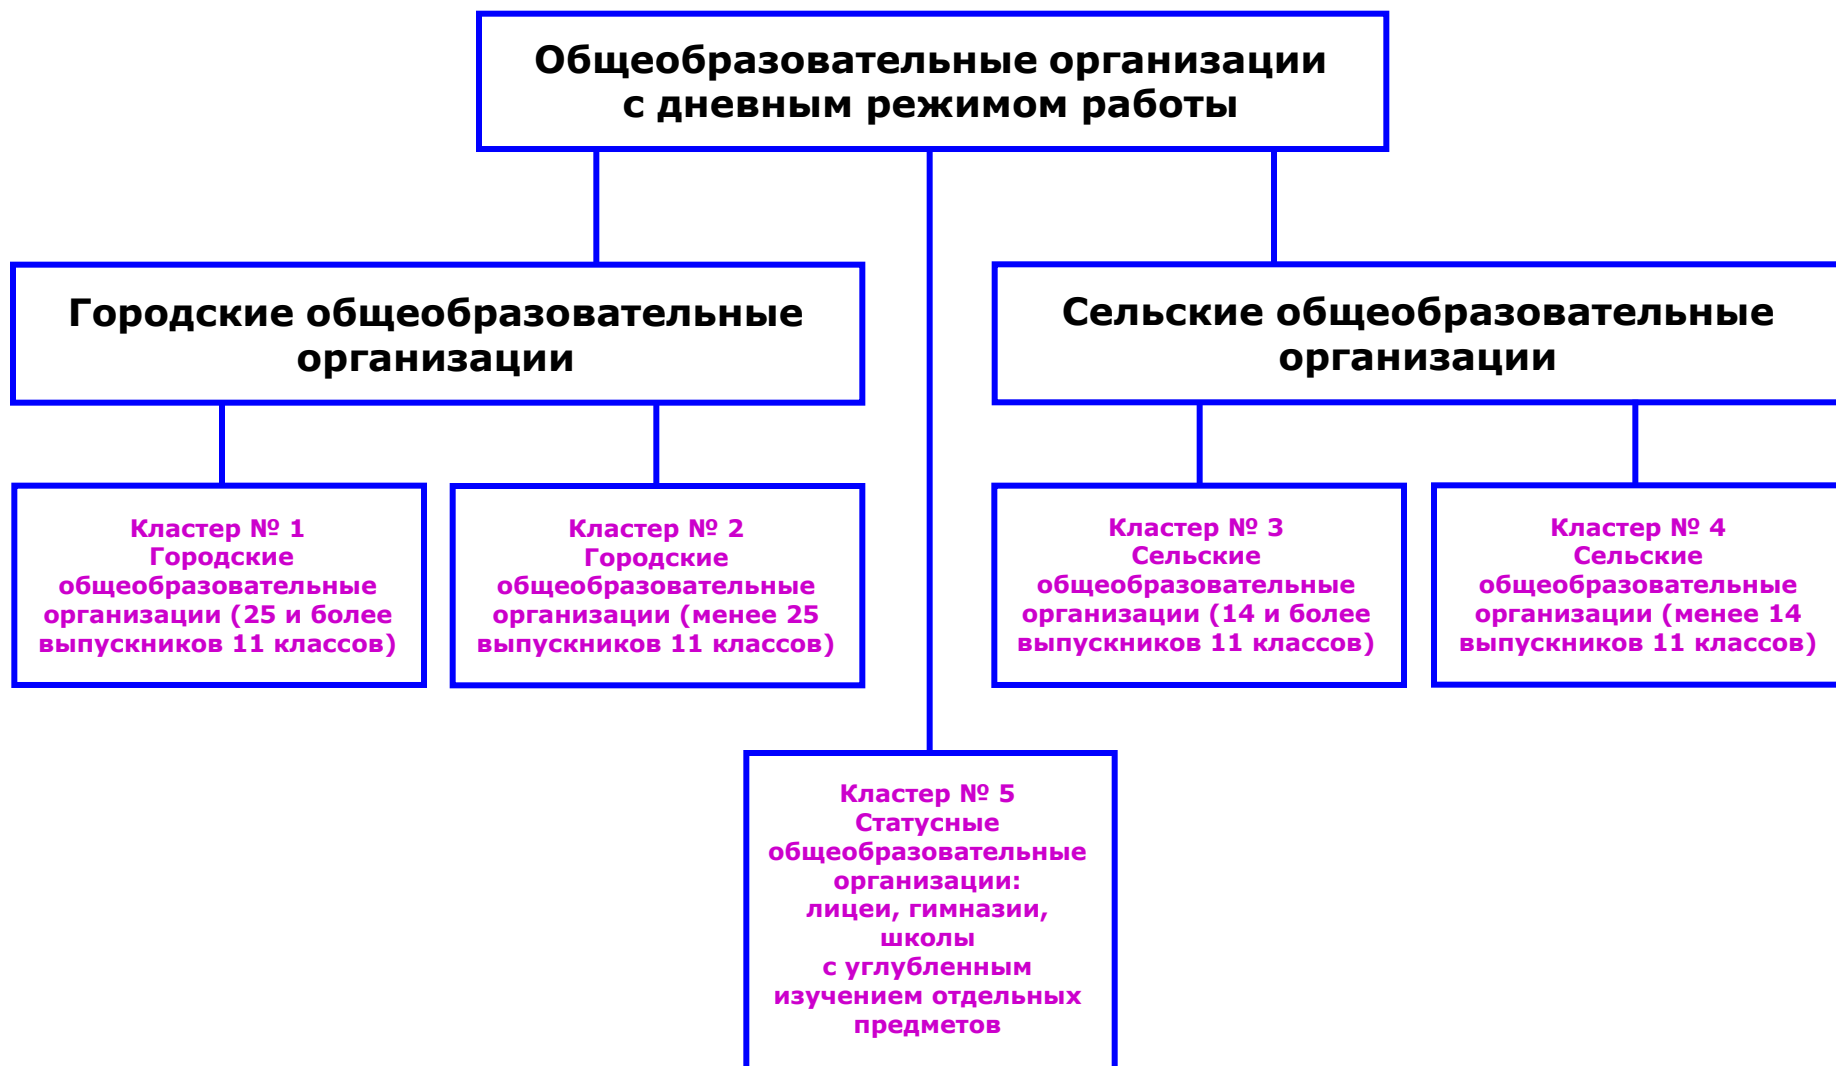 Общеобразовательные организации
с дневным режимом работы
Городские общеобразовательные
организации
Сельские общеобразовательные
организации
Кластер № 1
Городские
общеобразовательные
организации (25 и более
выпускников 11 классов)
Кластер № 2
Городские
общеобразовательные
организации (менее 25
выпускников 11 классов)
Кластер № 3
Сельские
общеобразовательные
организации (14 и более
выпускников 11 классов)
Кластер № 4
Сельские
общеобразовательные
организации (менее 14
выпускников 11 классов)
Кластер № 5
Статусные
общеобразовательные
организации:
лицеи, гимназии,
школы
с углубленным
изучением отдельных
предметов